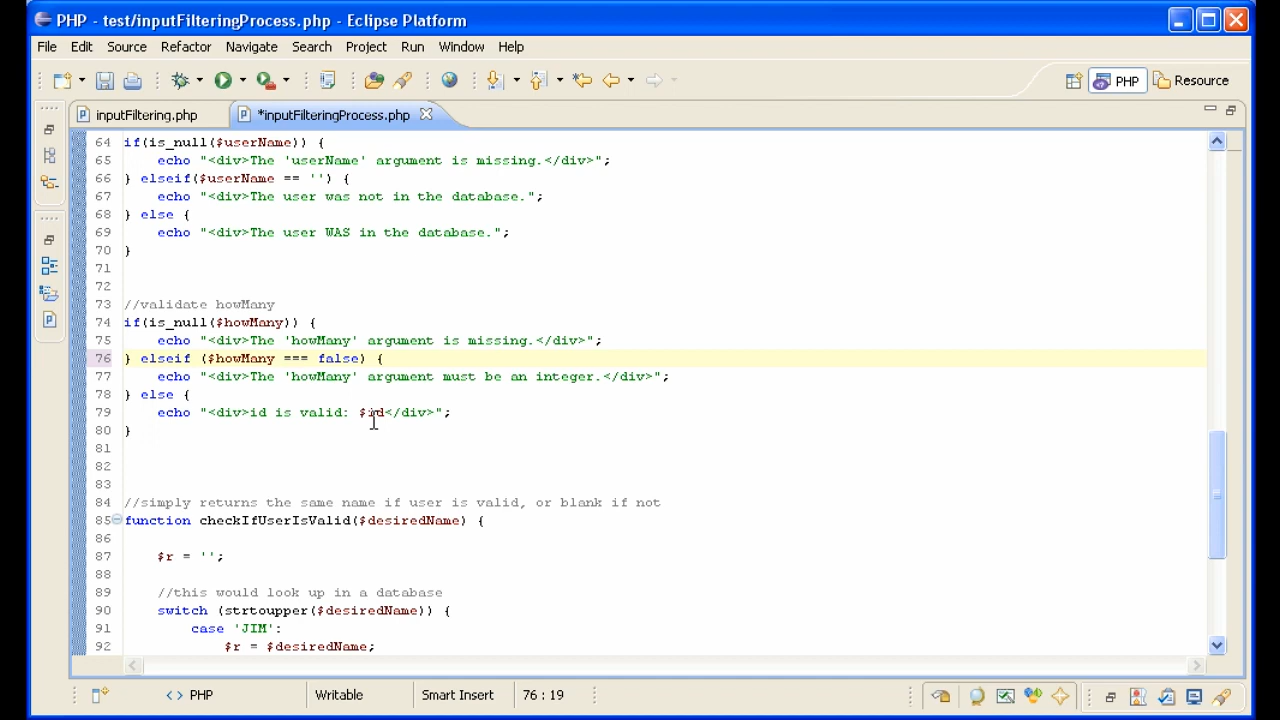 PHP - test/inputFilteringProcess.php - Eclipse Platform
File Edit Source Refactor Navigate Search Project Run Window Help
PHP Resource
inputFiltering.php *inputFilteringProcess.php
64 if(is_null($userName)) {
65 echo "<div>The 'userName' argument is missing.</div>";
66 } elseif($userName == '') {
67 echo "<div>The user was not in the database.";
68 } else {
69 echo "<div>The user WAS in the database.";
70 }
71
72
73 //validate howMany
74 if(is_null($howMany)) {
75 echo "<div>The 'howMany' argument is missing.</div>";
76 } elseif ($howMany === false) {
77 echo "<div>The 'howMany' argument must be an integer.</div>";
78 } else {
79 echo "<div>id is valid: $id</div>";
80 }
81
82
83
84 //simply returns the same name if user is valid, or blank if not
85 function checkIfUserIsValid($desiredName) {
86
87 $r = '';
88
89 //this would look up in a database
90 switch (strtoupper($desiredName)) {
91 case 'JIM':
92 $r = $desiredName;
<> PHP Writable Smart Insert 76 : 19